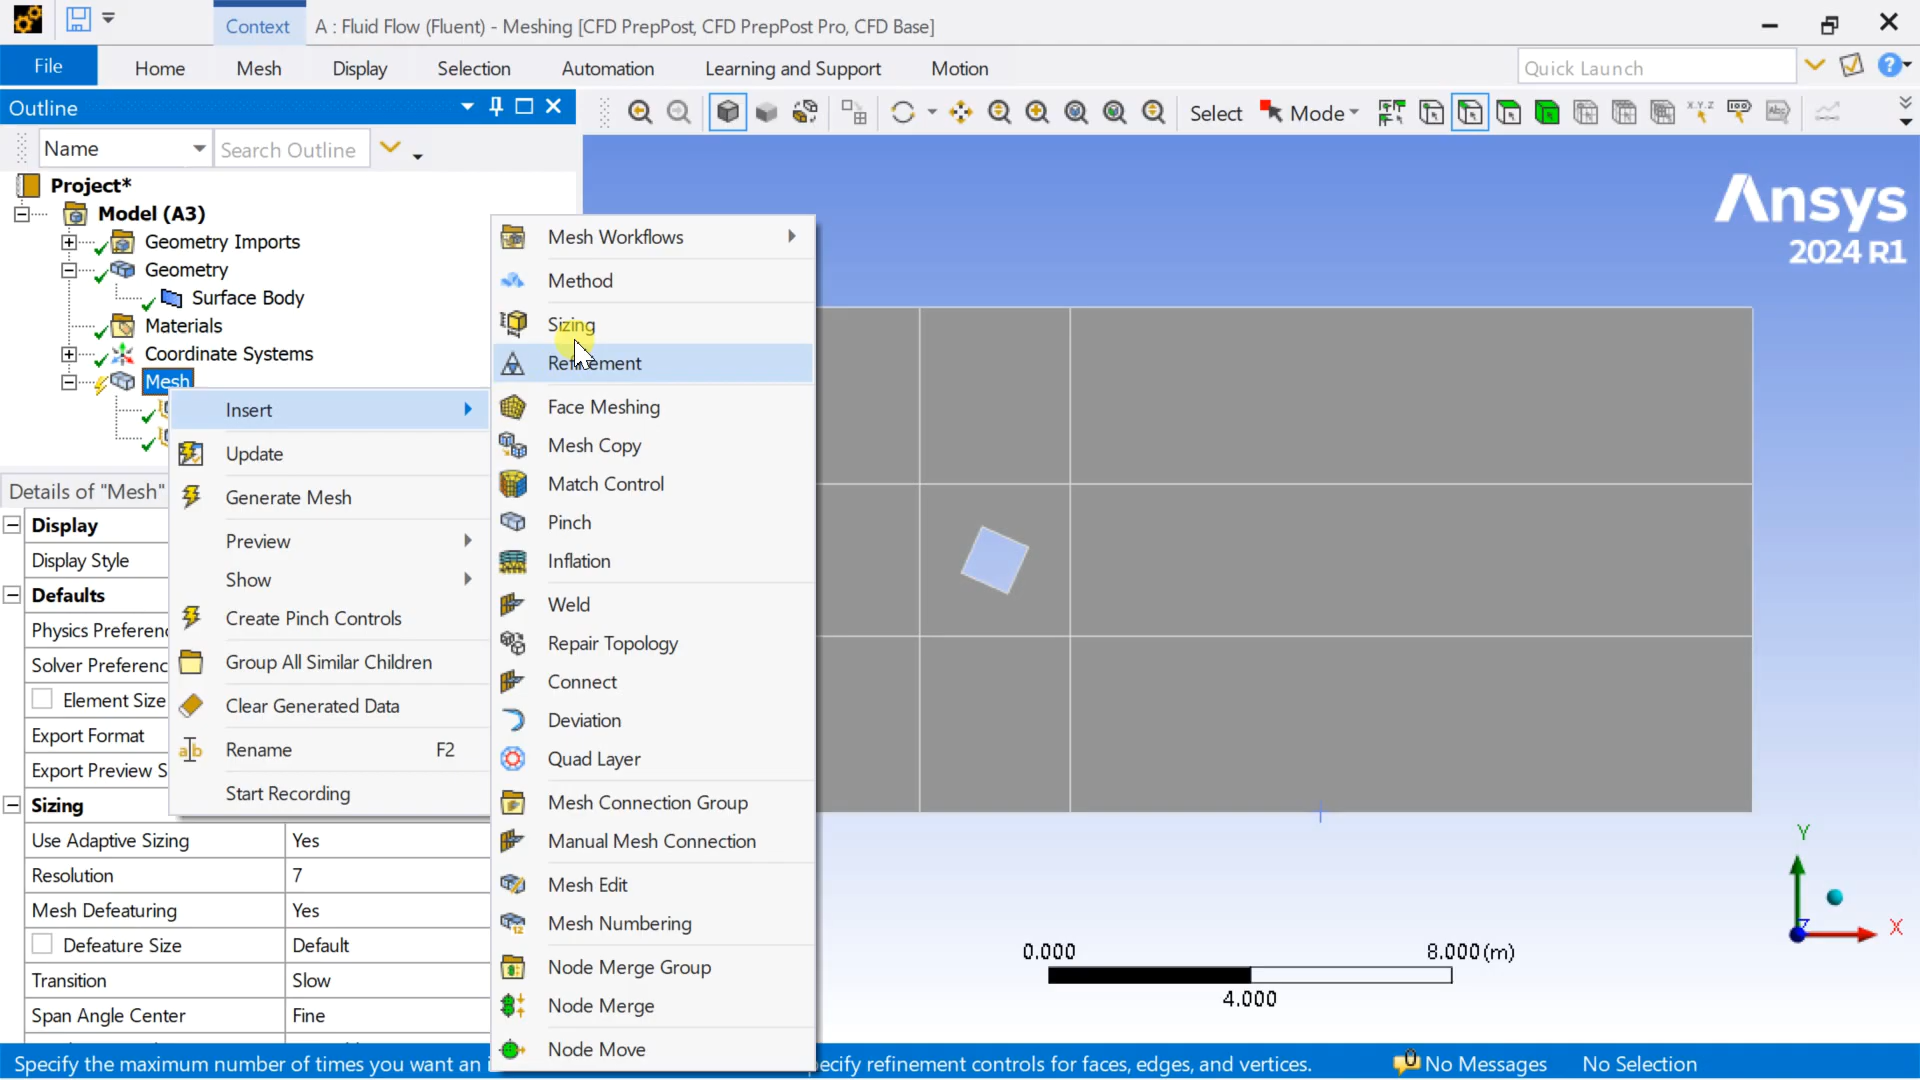 Context
A : Fluid Flow (Fluent) - Meshing [CFD PrepPost, CFD PrepPost Pro, CFD Base]
File
Home
Mesh
Display
Selection
Automation
Learning and Support
Motion
Quick Launch
Outline
Select
Mode
Name
Search Outline
Project*
Model (A3)
Geometry Imports
Geometry
Surface Body
Materials
Coordinate Systems
Mesh
Insert
Update
Generate Mesh
Preview
Show
Create Pinch Controls
Group All Similar Children
Clear Generated Data
Rename F2
Start Recording
Mesh Workflows
Method
Sizing
Refinement
Face Meshing
Mesh Copy
Match Control
Pinch
Inflation
Weld
Repair Topology
Connect
Deviation
Quad Layer
Mesh Connection Group
Manual Mesh Connection
Mesh Edit
Mesh Numbering
Node Merge Group
Node Merge
Node Move
Details of "Mesh"
Display
Display Style
Defaults
Physics Preferenc
Solver Preferenc
Element Size
Export Format
Export Preview S
Sizing
Use Adaptive Sizing Yes
Resolution 7
Mesh Defeaturing Yes
Defeature Size Default
Transition Slow
Span Angle Center Fine
Ansys
2024 R1
Y
X
Z
0.000 8.000(m)
4.000
Specify the maximum number of times you want an i
ecify refinement controls for faces, edges, and vertices.
0 No Messages
No Selection